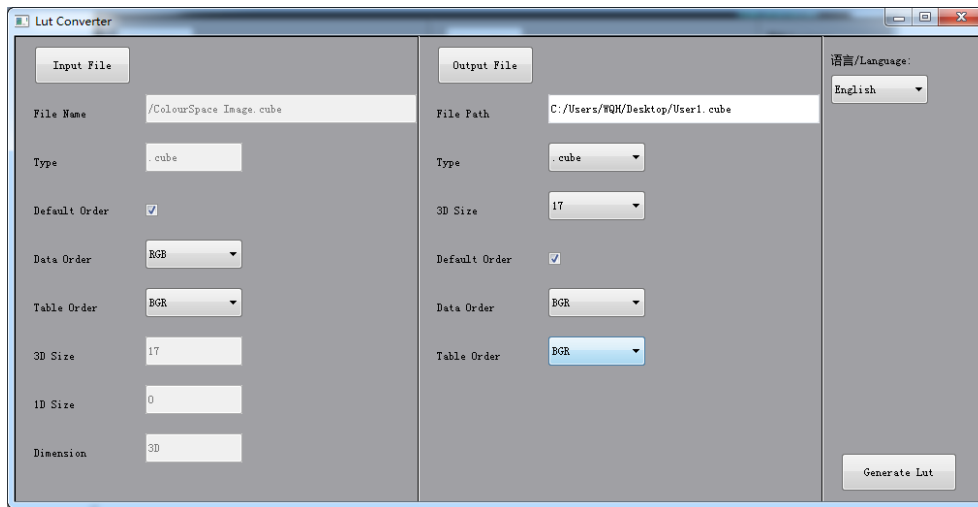 Lut Converter
Input File
File Name
/ColourSpace Image.cube
Type
.cube
Default Order
Data Order
RGB
Table Order
BGR
3D Size
17
1D Size
0
Dimension
3D
Output File
File Path
C:/Users/WQH/Desktop/User1.cube
Type
.cube
3D Size
17
Default Order
Data Order
BGR
Table Order
BGR
语言/Language:
English
Generate Lut